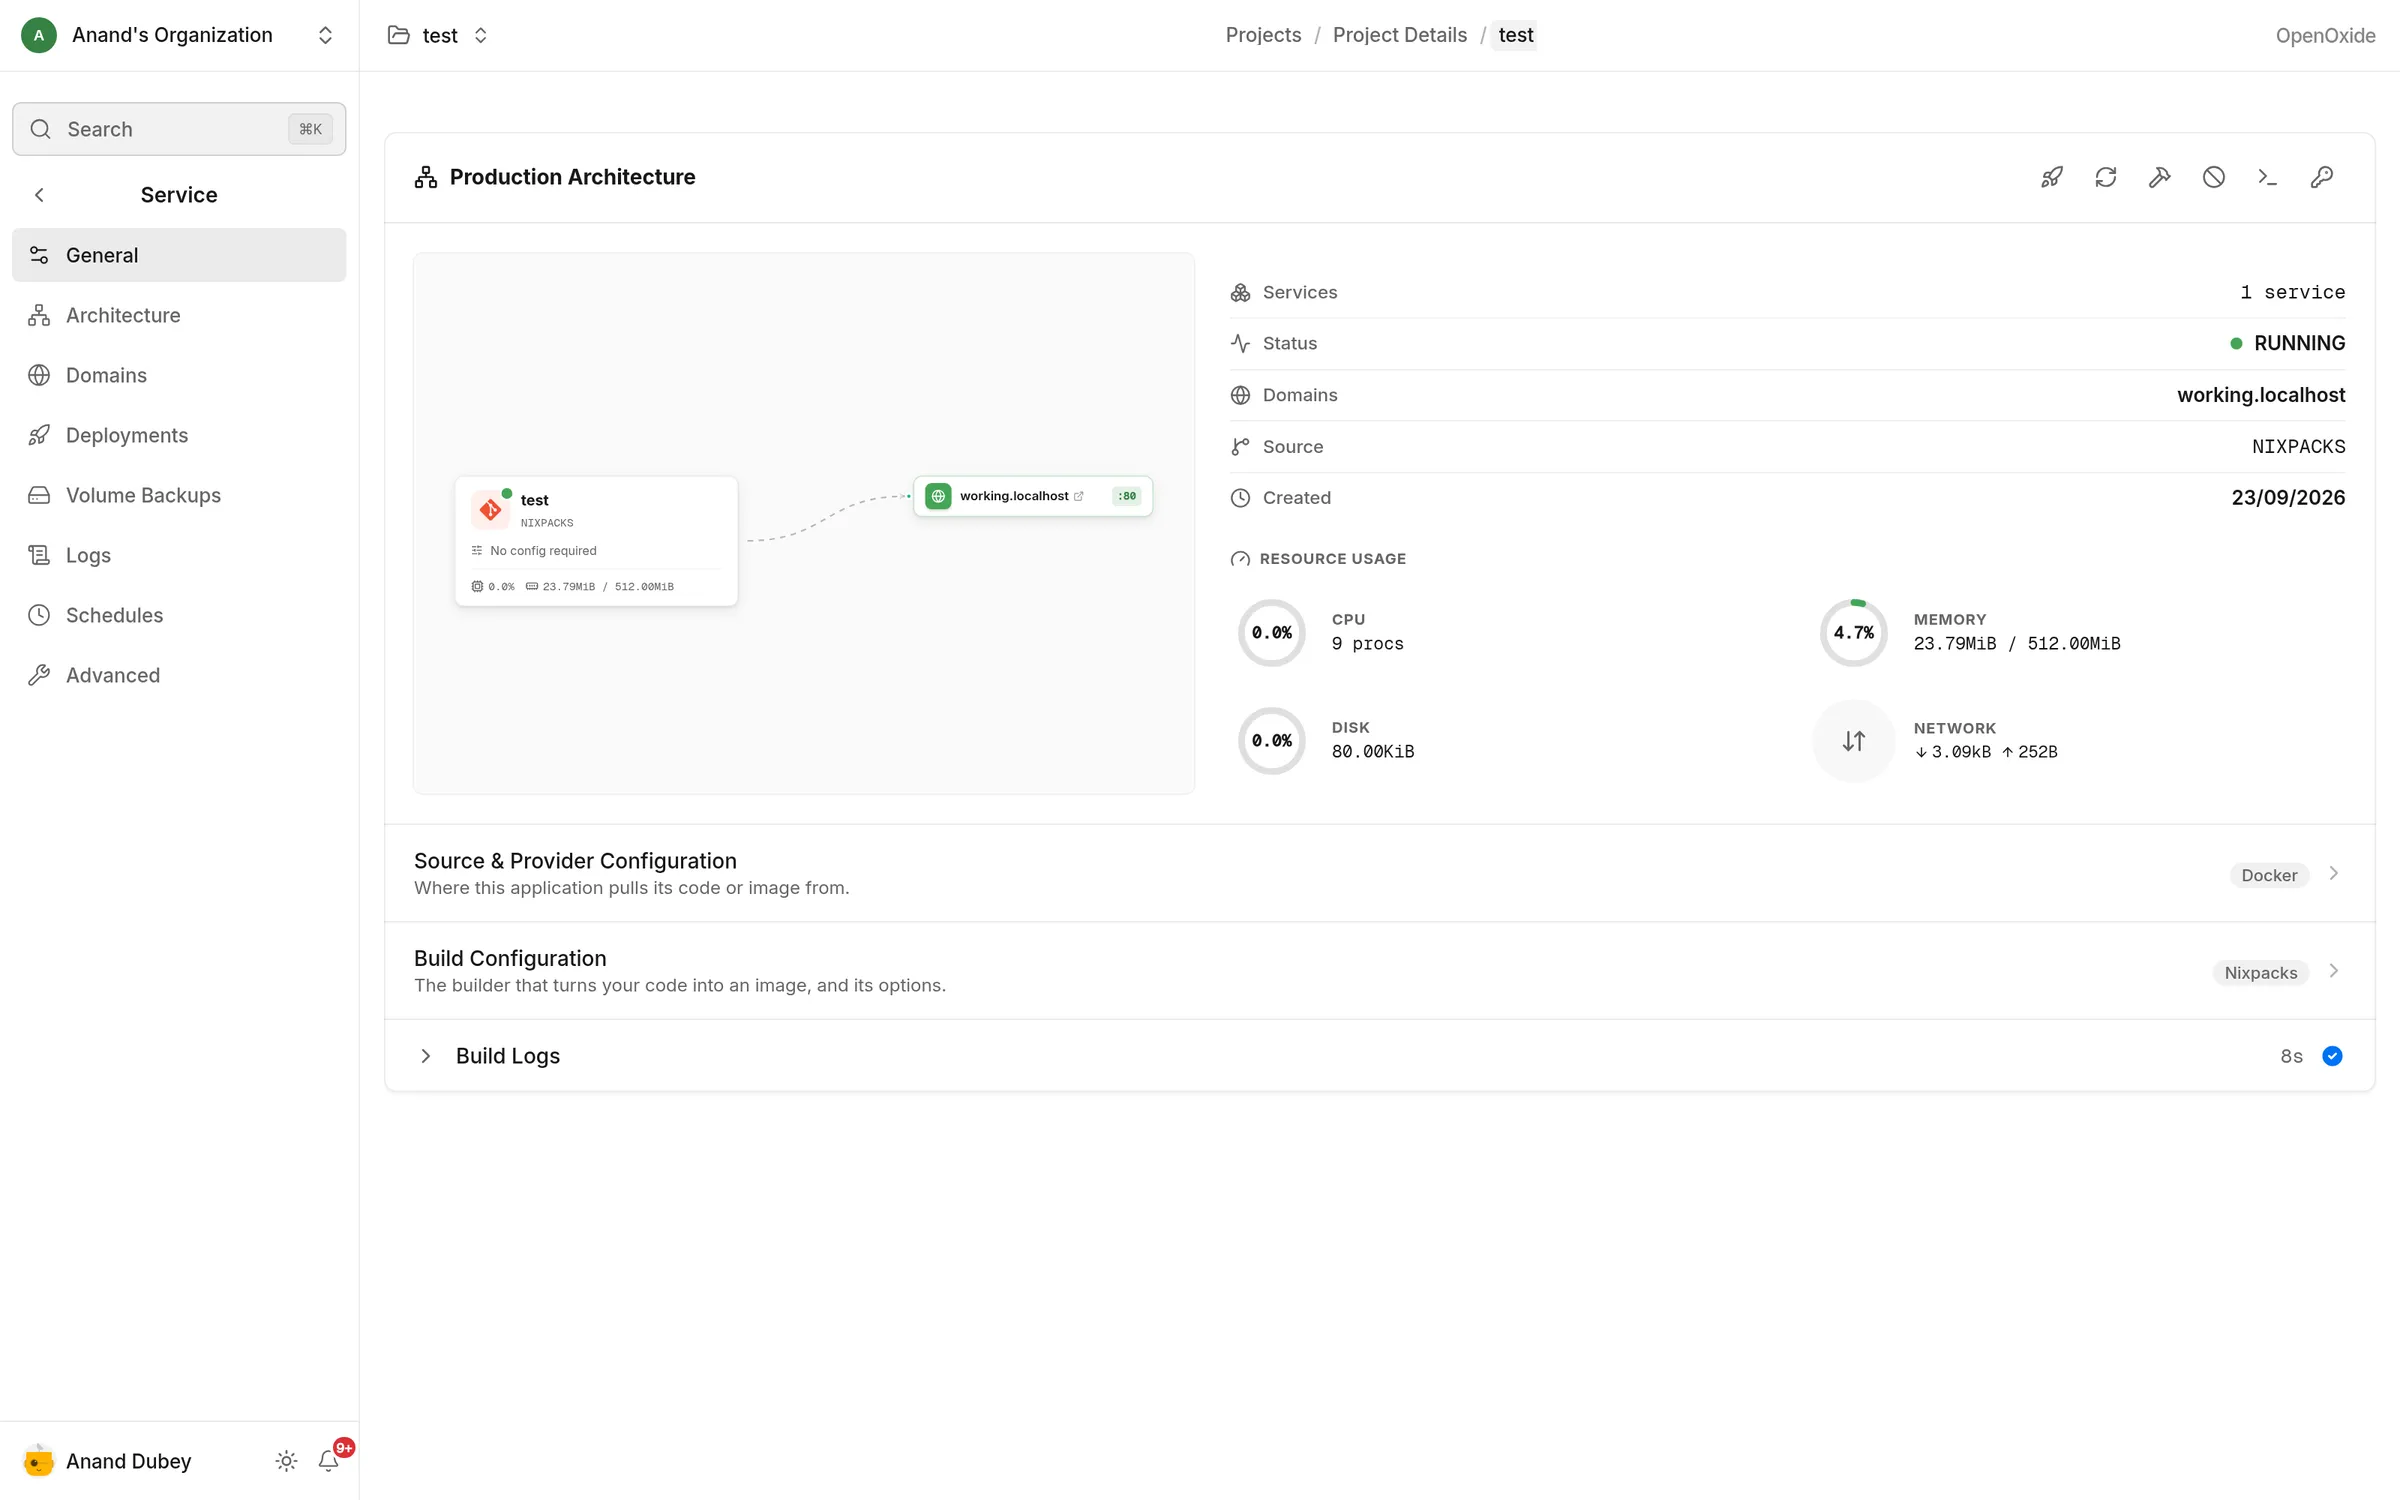 A Anand's Organization
test
Projects / Project Details / test
OpenOxide
Search ⌘K
Service
General
Architecture
Domains
Deployments
Volume Backups
Logs
Schedules
Advanced
Anand Dubey
9+
Production Architecture
test
NIXPACKS
No config required
0.0% 23.79MiB / 512.00MiB
working.localhost :80
Services 1 service
Status RUNNING
Domains working.localhost
Source NIXPACKS
Created 23/09/2026
RESOURCE USAGE
0.0% CPU
9 procs
4.7% MEMORY
23.79MiB / 512.00MiB
0.0% DISK
80.00KiB
NETWORK
↓ 3.09kB ↑ 252B
Source & Provider Configuration
Where this application pulls its code or image from.
Docker
Build Configuration
The builder that turns your code into an image, and its options.
Nixpacks
Build Logs 8s